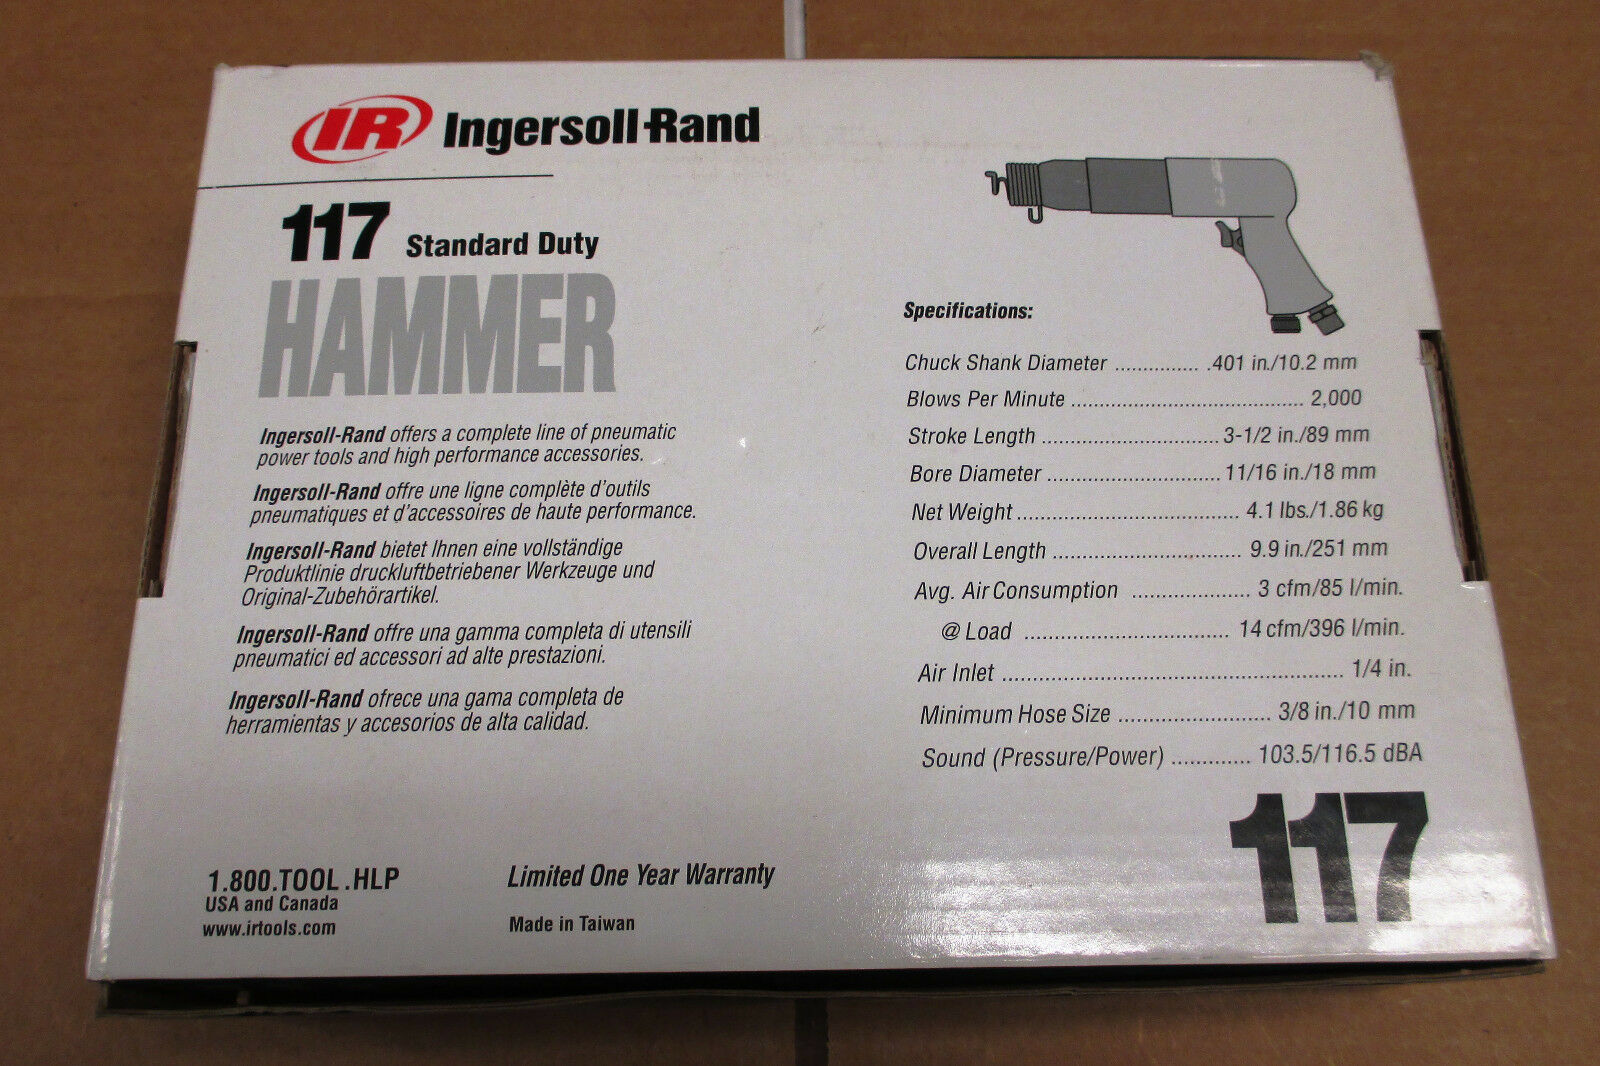 IR Ingersoll-Rand
117 Standard Duty
HAMMER
Ingersoll-Rand offers a complete line of pneumatic
power tools and high performance accessories.
Ingersoll-Rand offre une ligne complète d'outils
pneumatiques et d'accessoires de haute performance.
Ingersoll-Rand bietet Ihnen eine vollständige
Produktlinie druckluftbetriebener Werkzeuge und
Original-Zubehörartikel.
Ingersoll-Rand offre una gamma completa di utensili
pneumatici ed accessori ad alte prestazioni.
Ingersoll-Rand ofrece una gama completa de
herramientas y accesorios de alta calidad.
1.800.TOOL.HLP
USA and Canada
www.irtools.com
Limited One Year Warranty
Made in Taiwan
Specifications:
Chuck Shank Diameter ............... .401 in./10.2 mm
Blows Per Minute ......................................... 2,000
Stroke Length ............................... 3-1/2 in./89 mm
Bore Diameter ............................... 11/16 in./18 mm
Net Weight ....................................... 4.1 lbs./1.86 kg
Overall Length ................................. 9.9 in./251 mm
Avg. Air Consumption ..................... 3 cfm/85 l/min.
@ Load .................................... 14 cfm/396 l/min.
Air Inlet ............................................................ 1/4 in.
Minimum Hose Size ........................... 3/8 in./10 mm
Sound (Pressure/Power) .............. 103.5/116.5 dBA
117